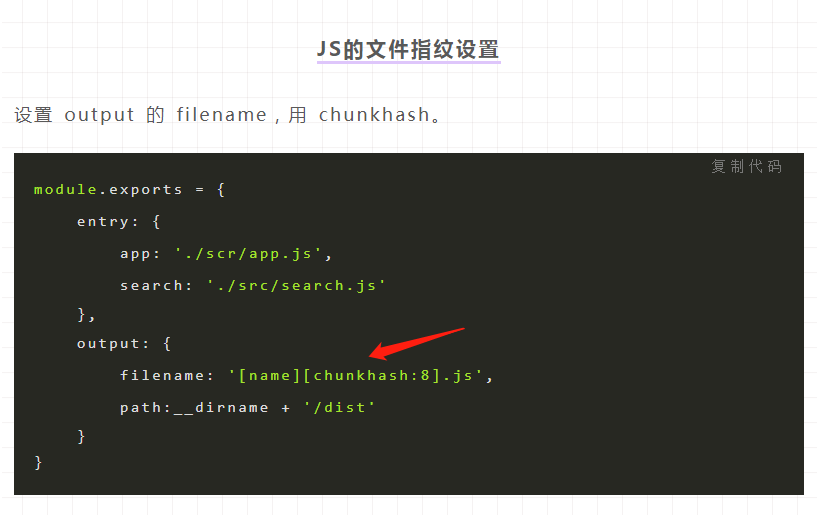 JS的文件指纹设置
设置 output 的 filename，用 chunkhash。
复制代码
module.exports = {
    entry: {
        app: './scr/app.js',
        search: './src/search.js'
    },
    output: {
        filename: '[name][chunkhash:8].js',
        path:__dirname + '/dist'
    }
}